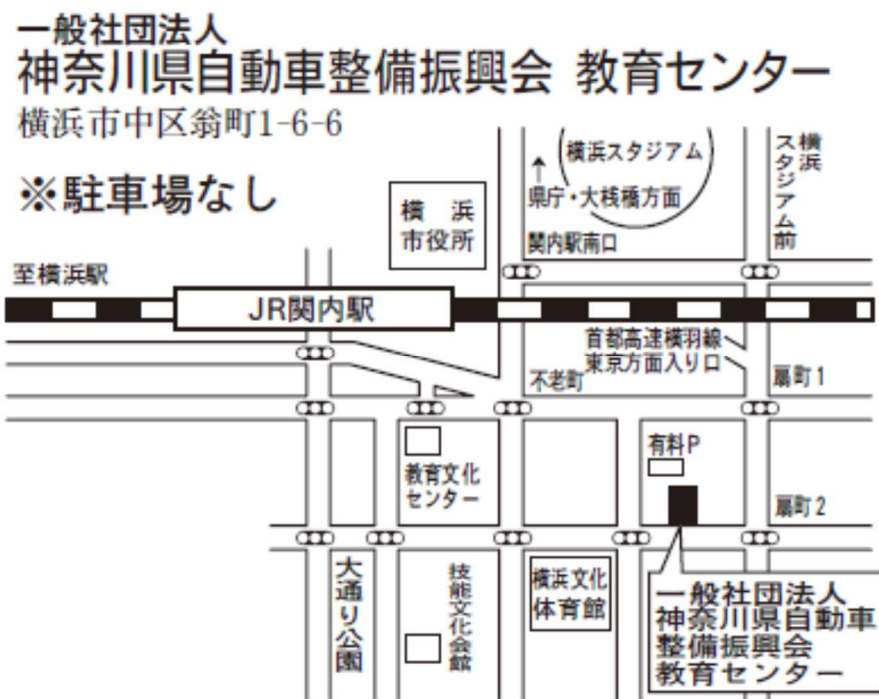 一般社団法人
神奈川県自動車整備振興会 教育センター
横浜市中区翁町1-6-6
※駐車場なし
横浜スタジアム
↑
県庁・大桟橋方面
横浜
スタジアム前
横浜
市役所
関内駅南口
至横浜駅
JR関内駅
首都高速横羽線
東京方面入り口
不老町
扇町1
有料P
教育文化
センター
扇町2
大通り公園
技能文化会館
横浜文化
体育館
一般社団法人
神奈川県自動車
整備振興会
教育センター